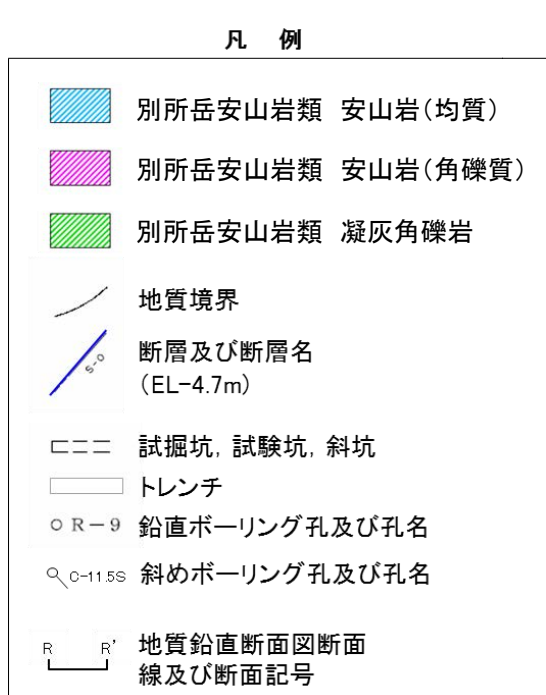 凡 例
別所岳安山岩類 安山岩(均質)
別所岳安山岩類 安山岩(角礫質)
別所岳安山岩類 凝灰角礫岩
地質境界
S-O 断層及び断層名
(EL-4.7m)
試掘坑, 試験坑, 斜坑
トレンチ
R-9 鉛直ボーリング孔及び孔名
C-11.5S 斜めボーリング孔及び孔名
R R' 地質鉛直断面図断面
線及び断面記号